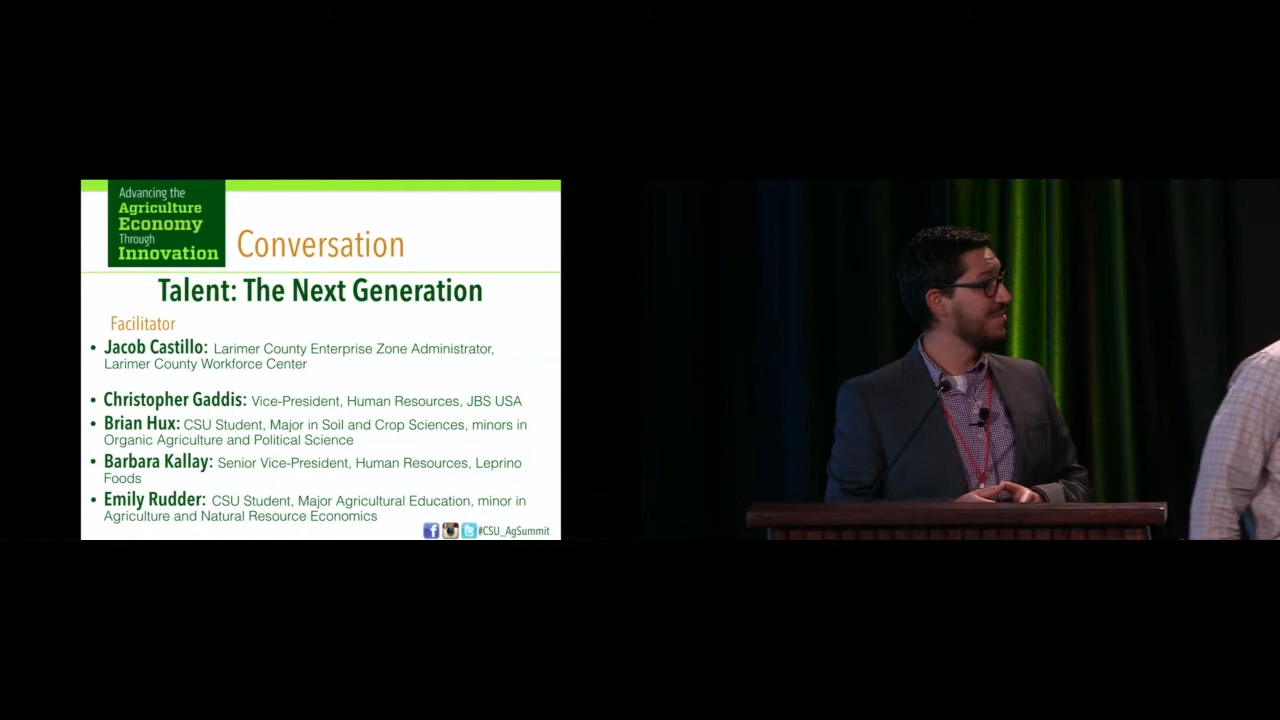 Advancing the
Agriculture
Economy
Through
Innovation
Conversation
Talent: The Next Generation
Facilitator
• Jacob Castillo: Larimer County Enterprise Zone Administrator,
Larimer County Workforce Center
• Christopher Gaddis: Vice-President, Human Resources, JBS USA
• Brian Hux: CSU Student, Major in Soil and Crop Sciences, minors in
Organic Agriculture and Political Science
• Barbara Kallay: Senior Vice-President, Human Resources, Leprino
Foods
• Emily Rudder: CSU Student, Major Agricultural Education, minor in
Agriculture and Natural Resource Economics
#CSU_AgSummit